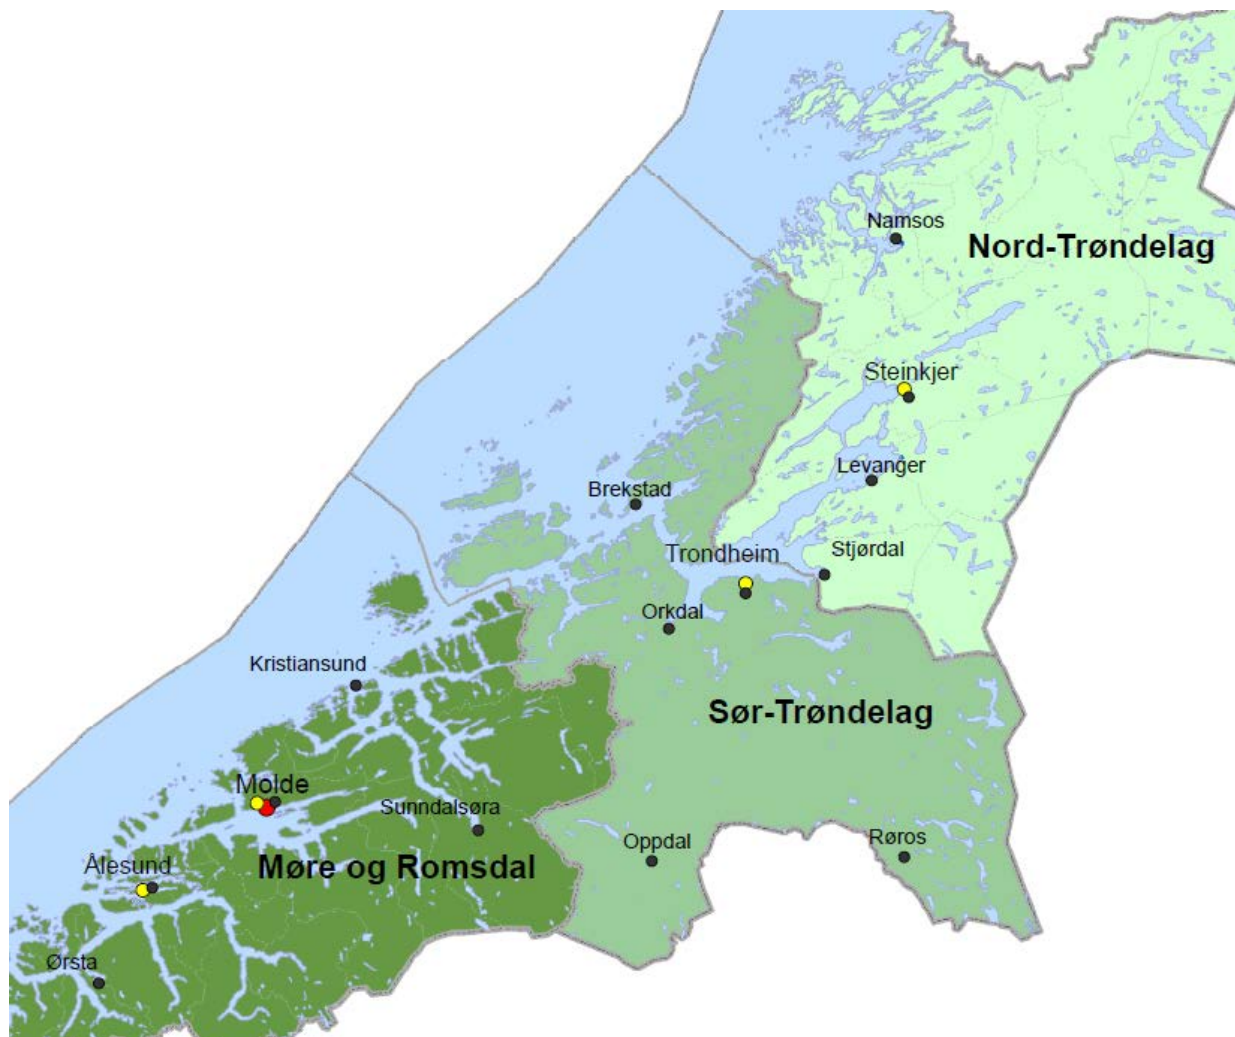 Namsos
Nord-Trøndelag
Steinkjer
Levanger
Brekstad
Trondheim
Stjørdal
Orkdal
Kristiansund
Sør-Trøndelag
Molde
Sunndalsøra
Oppdal
Røros
Ålesund
Møre og Romsdal
Ørsta